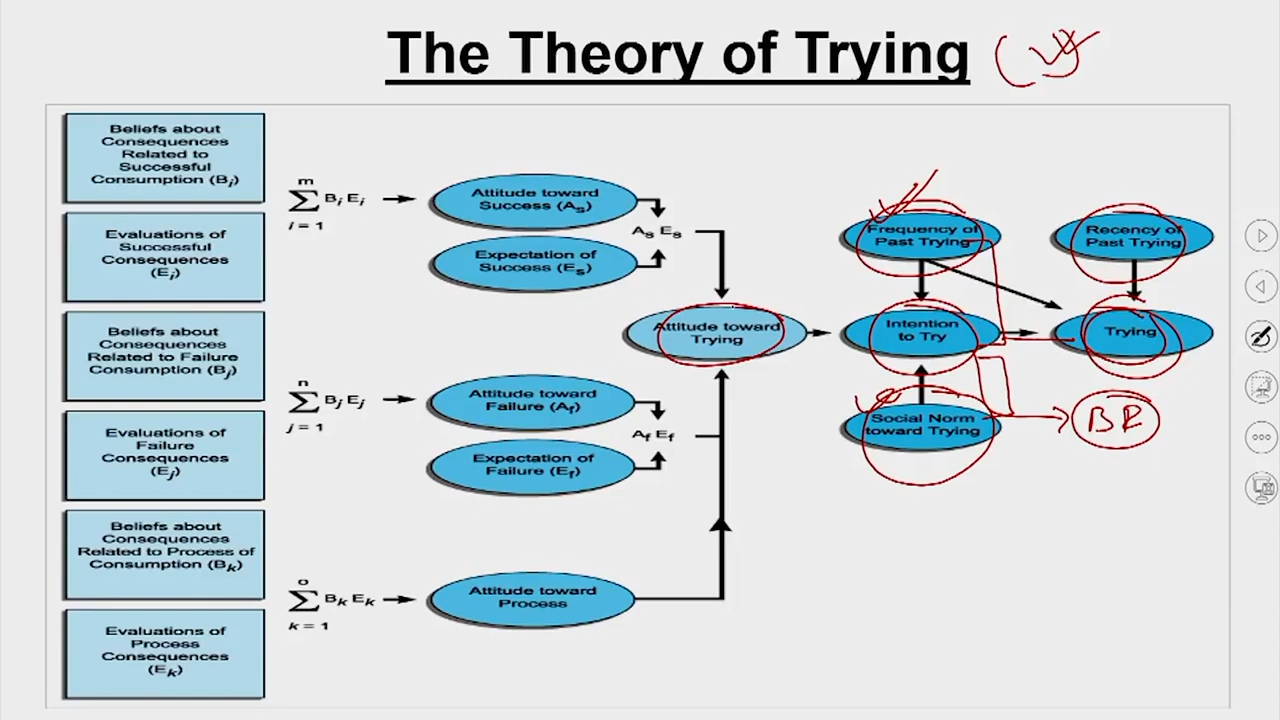 The Theory of Trying
Beliefs about
Consequences
Related to
Successful
Consumption (Bi)
Evaluations of
Successful
Consequences
(Ei)
Beliefs about
Consequences
Related to Failure
Consumption (Bj)
Evaluations of
Failure
Consequences
(Ej)
Beliefs about
Consequences
Related to Process of
Consumption (Bk)
Evaluations of
Process
Consequences
(Ek)
m
∑ Bi Ei
i = 1
n
∑ Bj Ej
j = 1
o
∑ Bk Ek
k = 1
Attitude toward
Success (As)
Expectation of
Success (Es)
As Es
Attitude toward
Trying
Attitude toward
Failure (Af)
Expectation of
Failure (Ef)
Af Ef
Attitude toward
Process
Frequency of
Past Trying
Recency of
Past Trying
Intention
to Try
Trying
Social Norm
toward Trying